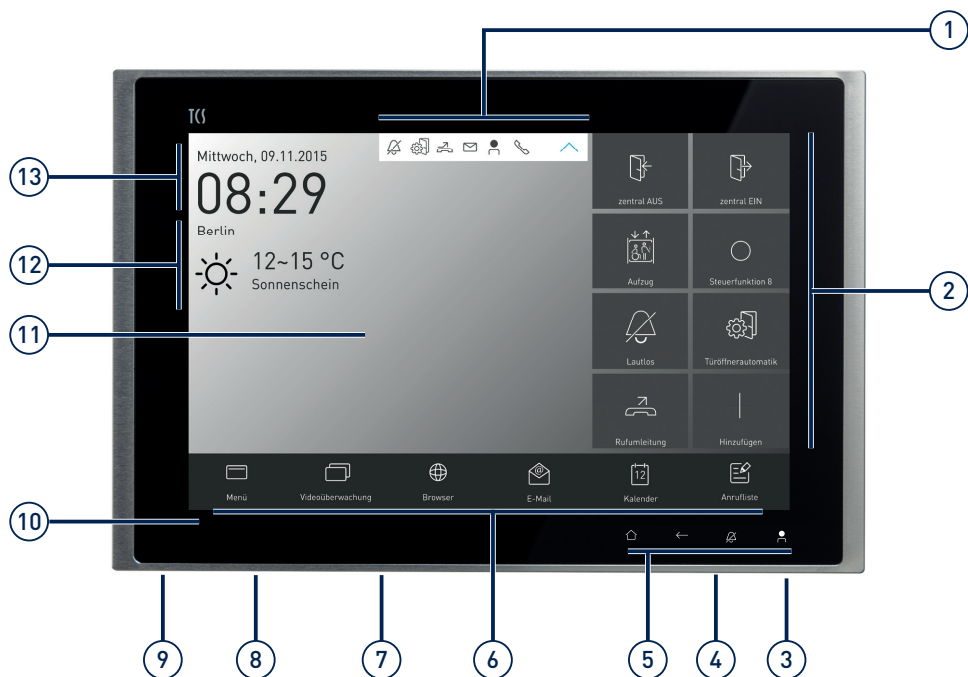 1
TCS
Mittwoch, 09.11.2015
08:29
Berlin
12~15 °C
Sonnenschein
zentral AUS
zentral EIN
Aufzug
Steuerfunktion 8
Lautlos
Türöffnerautomatik
Rufumleitung
Hinzufügen
Menü
Videoüberwachung
Browser
@
E-Mail
12
Kalender
Anrufliste
13
12
11
10
2
9
8
7
6
5
4
3